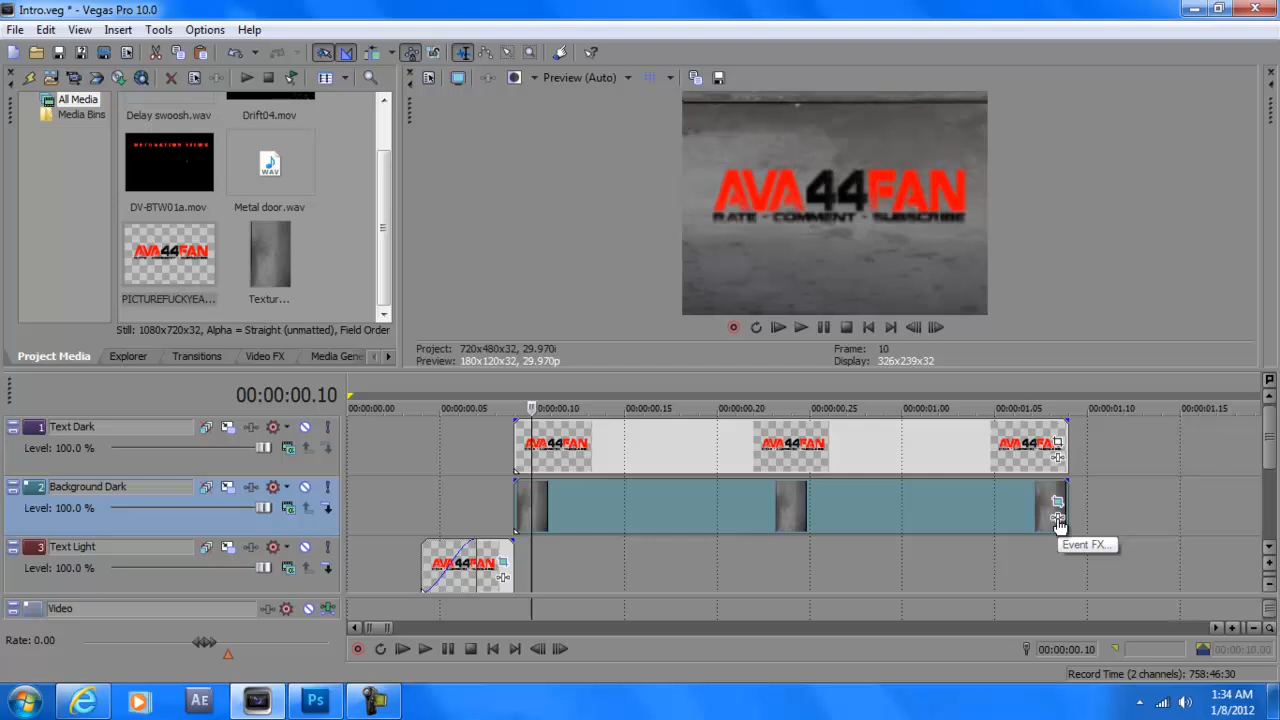 Intro.veg * - Vegas Pro 10.0
File Edit View Insert Tools Options Help
Preview (Auto)
All Media
Media Bins
Delay swoosh.wav
Drift04.mov
DV-BTW01a.mov
WAV
Metal door.wav
AVA44FAN
PICTUREFUCKYEA...
Textur...
Still: 1080x720x32, Alpha = Straight (unmatted), Field Order
Project Media Explorer Transitions Video FX Media Gene
AVA44FAN
RATE - COMMENT - SUBSCRIBE
Project: 720x480x32, 29.970i
Preview: 180x120x32, 29.970p
Frame: 10
Display: 326x239x32
00:00:00.10
00:00:00.00 00:00:00.05 00:00:00.10 00:00:00.15 00:00:00.20 00:00:00.25 00:00:01.00 00:00:01.05 00:00:01.10 00:00:01.15
1 Text Dark
Level: 100.0 %
AVA44FAN AVA44FAN AVA44FAN
2 Background Dark
Level: 100.0 %
Event FX...
3 Text Light
Level: 100.0 %
AVA44FAN
Video
Rate: 0.00
00:00:00.10
00:00:10.00
Record Time (2 channels): 758:46:30
Ae
Ps
1:34 AM
1/8/2012